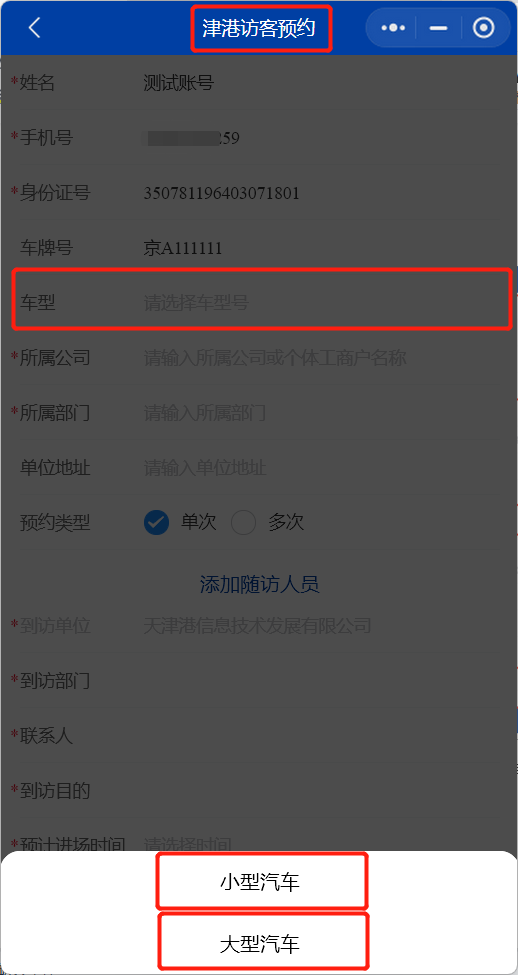 津港访客预约
*姓名 测试账号
*手机号 259
*身份证号 350781196403071801
车牌号 京A111111
车型 请选择车型号
*所属公司 请输入所属公司或个体工商户名称
*所属部门 请输入所属部门
单位地址 请输入单位地址
预约类型 单次 多次
添加随访人员
*到访单位 天津港信息技术发展有限公司
*到访部门
*联系人
*到访目的
*预计进场时间 请选择时间
小型汽车
大型汽车